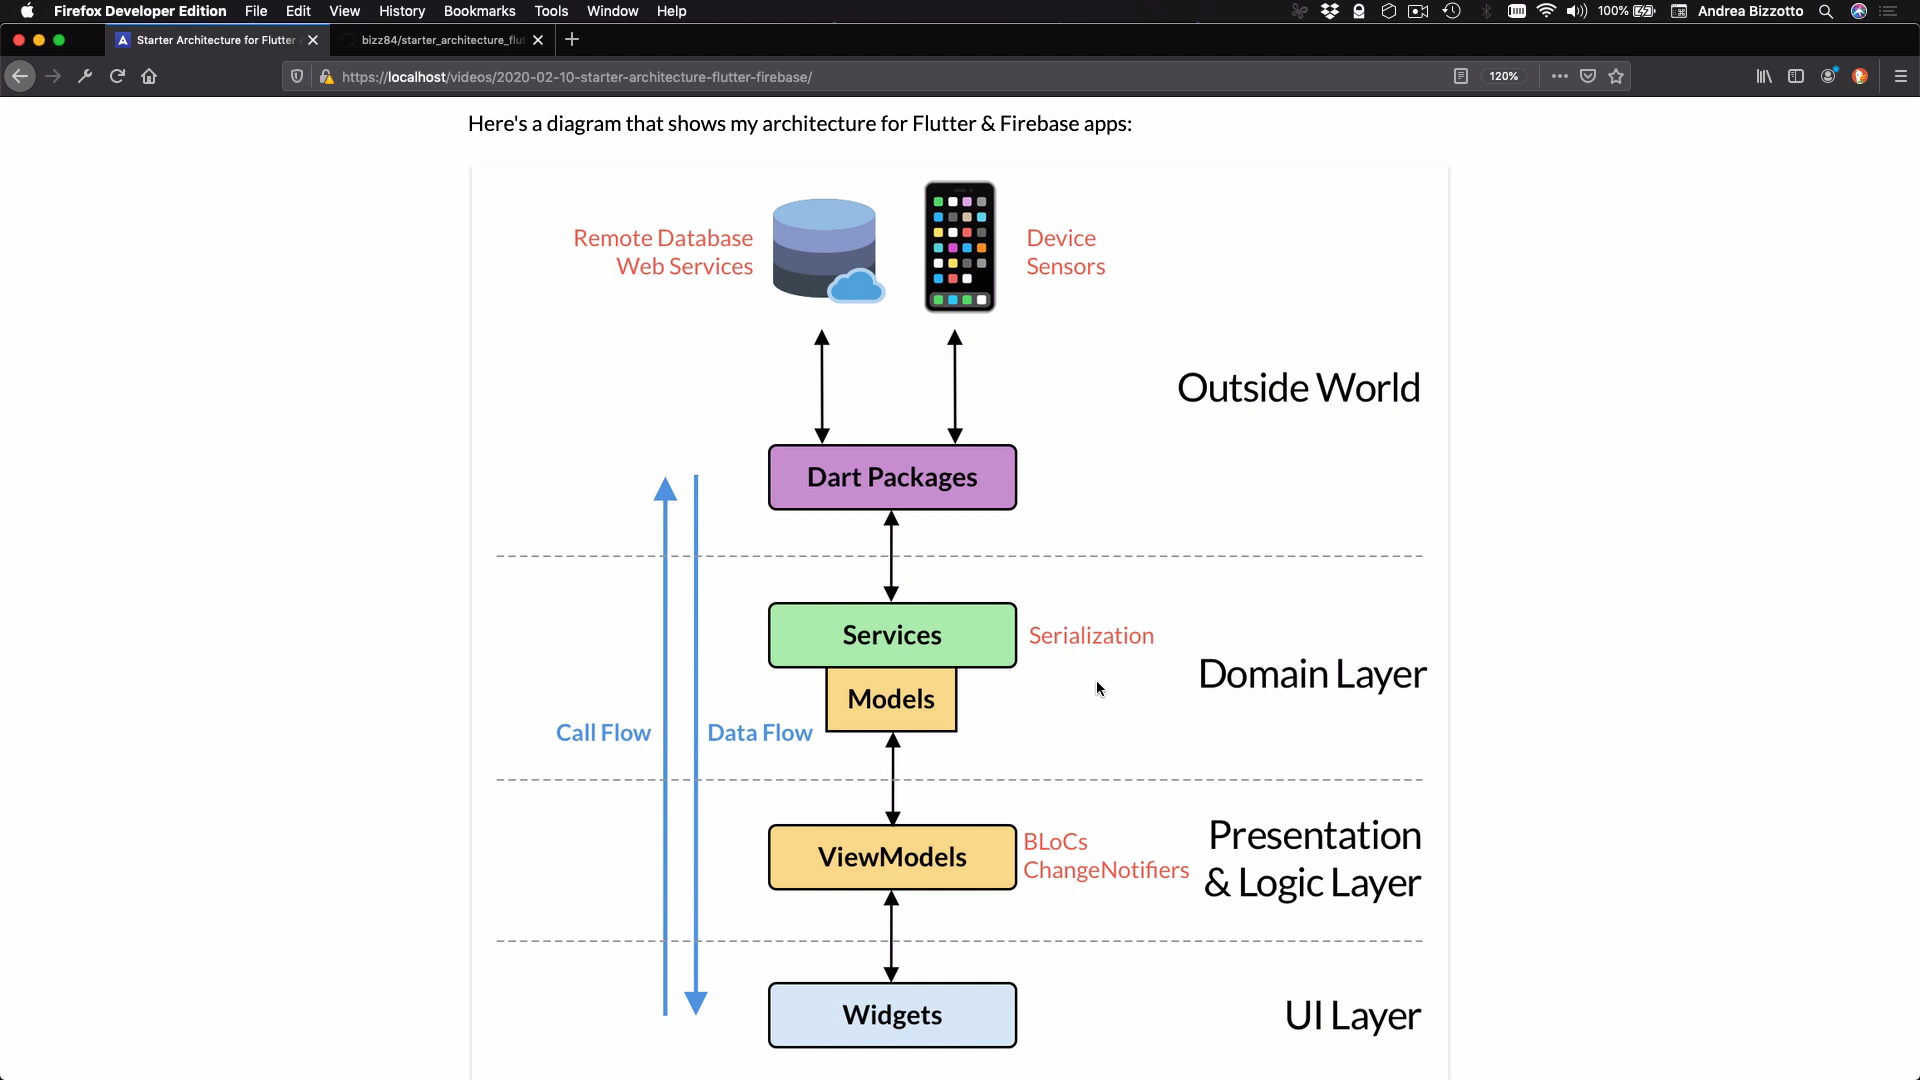 Firefox Developer Edition File Edit View History Bookmarks Tools Window Help 100% Andrea Bizzotto
Starter Architecture for Flutter bizz84/starter_architecture_flut
https://localhost/videos/2020-02-10-starter-architecture-flutter-firebase/ 120%
Here's a diagram that shows my architecture for Flutter & Firebase apps:
Remote Database
Web Services
Device
Sensors
Outside World
Dart Packages
Services
Serialization
Domain Layer
Models
Call Flow
Data Flow
ViewModels
BLoCs
ChangeNotifiers
Presentation
& Logic Layer
Widgets
UI Layer